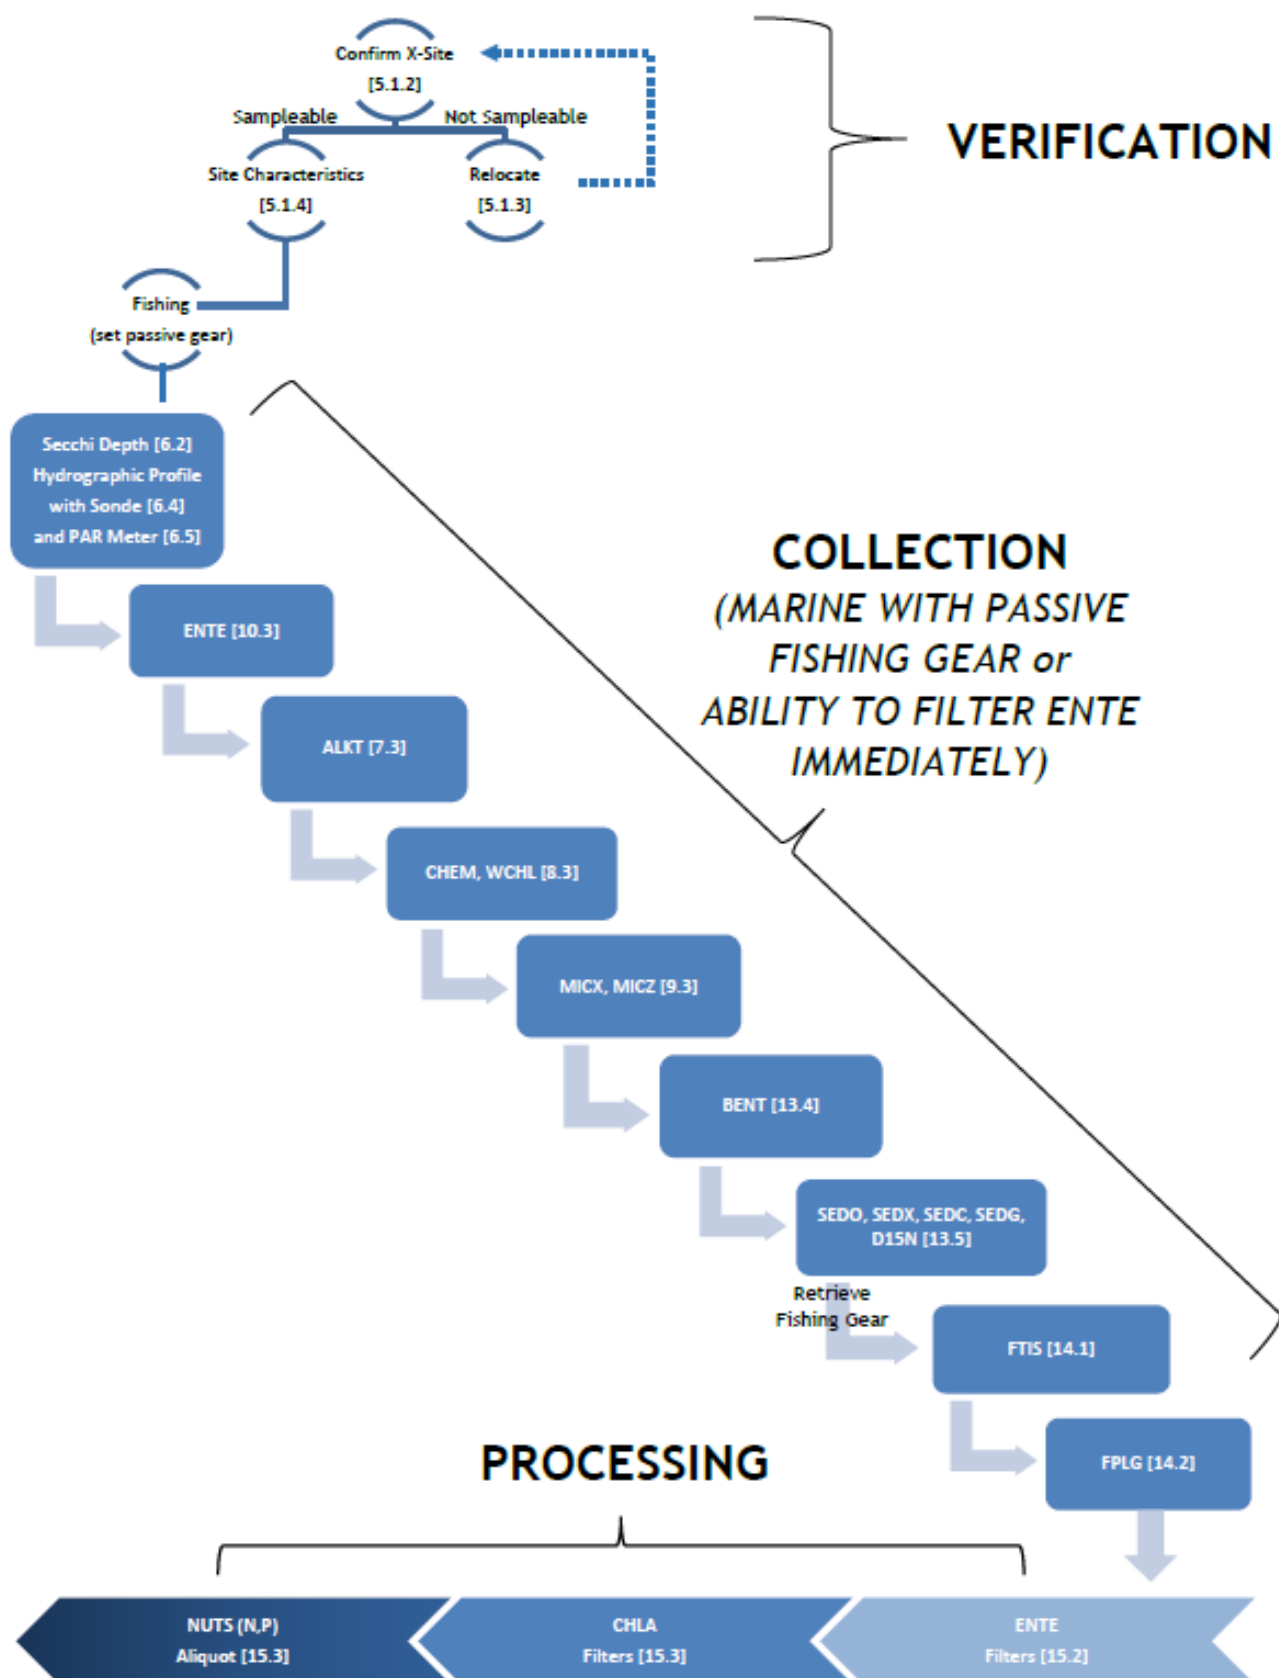 Confirm X-Site
[5.1.2]
Sampleable
Not Sampleable
Site Characteristics
[5.1.4]
Relocate
[5.1.3]
VERIFICATION
Fishing
(set passive gear)
Secchi Depth [6.2]
Hydrographic Profile
with Sonde [6.4]
and PAR Meter [6.5]
COLLECTION
(MARINE WITH PASSIVE
FISHING GEAR or
ABILITY TO FILTER ENTE
IMMEDIATELY)
ENTE [10.3]
ALKT [7.3]
CHEM, WCHL [8.3]
MICX, MICZ [9.3]
BENT [13.4]
SEDO, SEDX, SEDC, SEDG,
D15N [13.5]
Retrieve
Fishing Gear
FTIS [14.1]
FPLG [14.2]
PROCESSING
NUTS (N,P)
Aliquot [15.3]
CHLA
Filters [15.3]
ENTE
Filters [15.2]